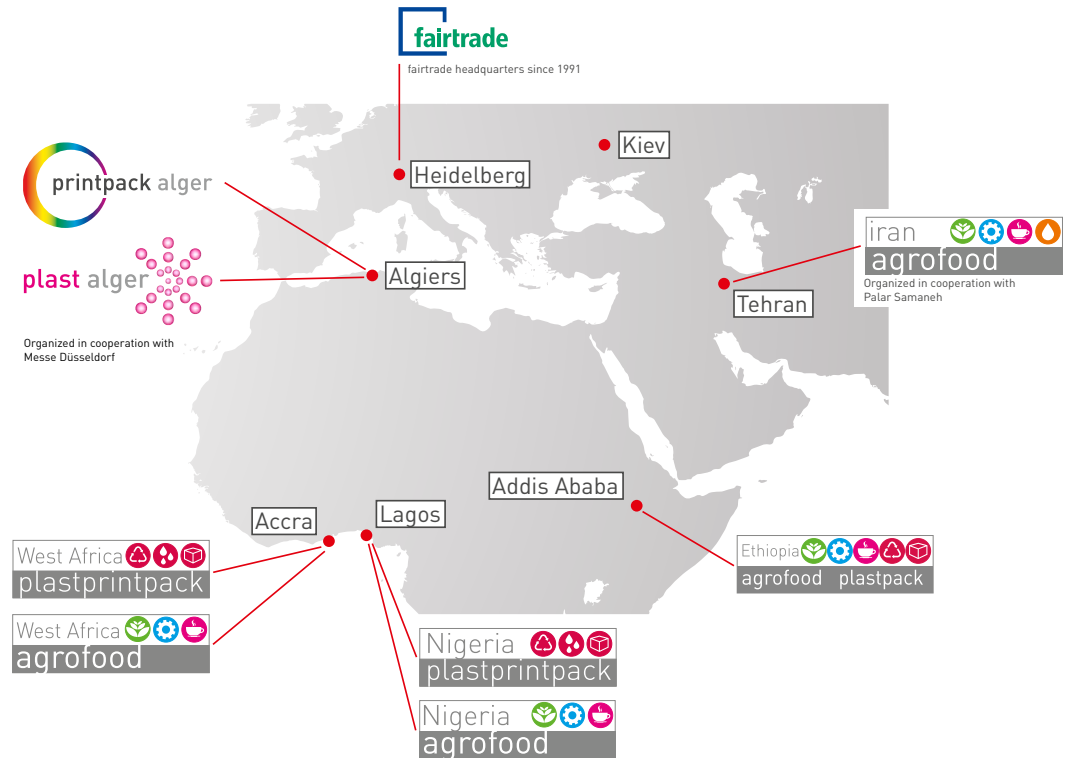 fairtrade
fairtrade headquarters since 1991
Kiev
Heidelberg
printpack alger
iran
agrofood
Organized in cooperation with
Palar Samaneh
plast alger
Algiers
Tehran
Organized in cooperation with
Messe Düsseldorf
Addis Ababa
Accra
Lagos
West Africa
plastprintpack
Ethiopia
agrofood plastpack
West Africa
agrofood
Nigeria
plastprintpack
Nigeria
agrofood